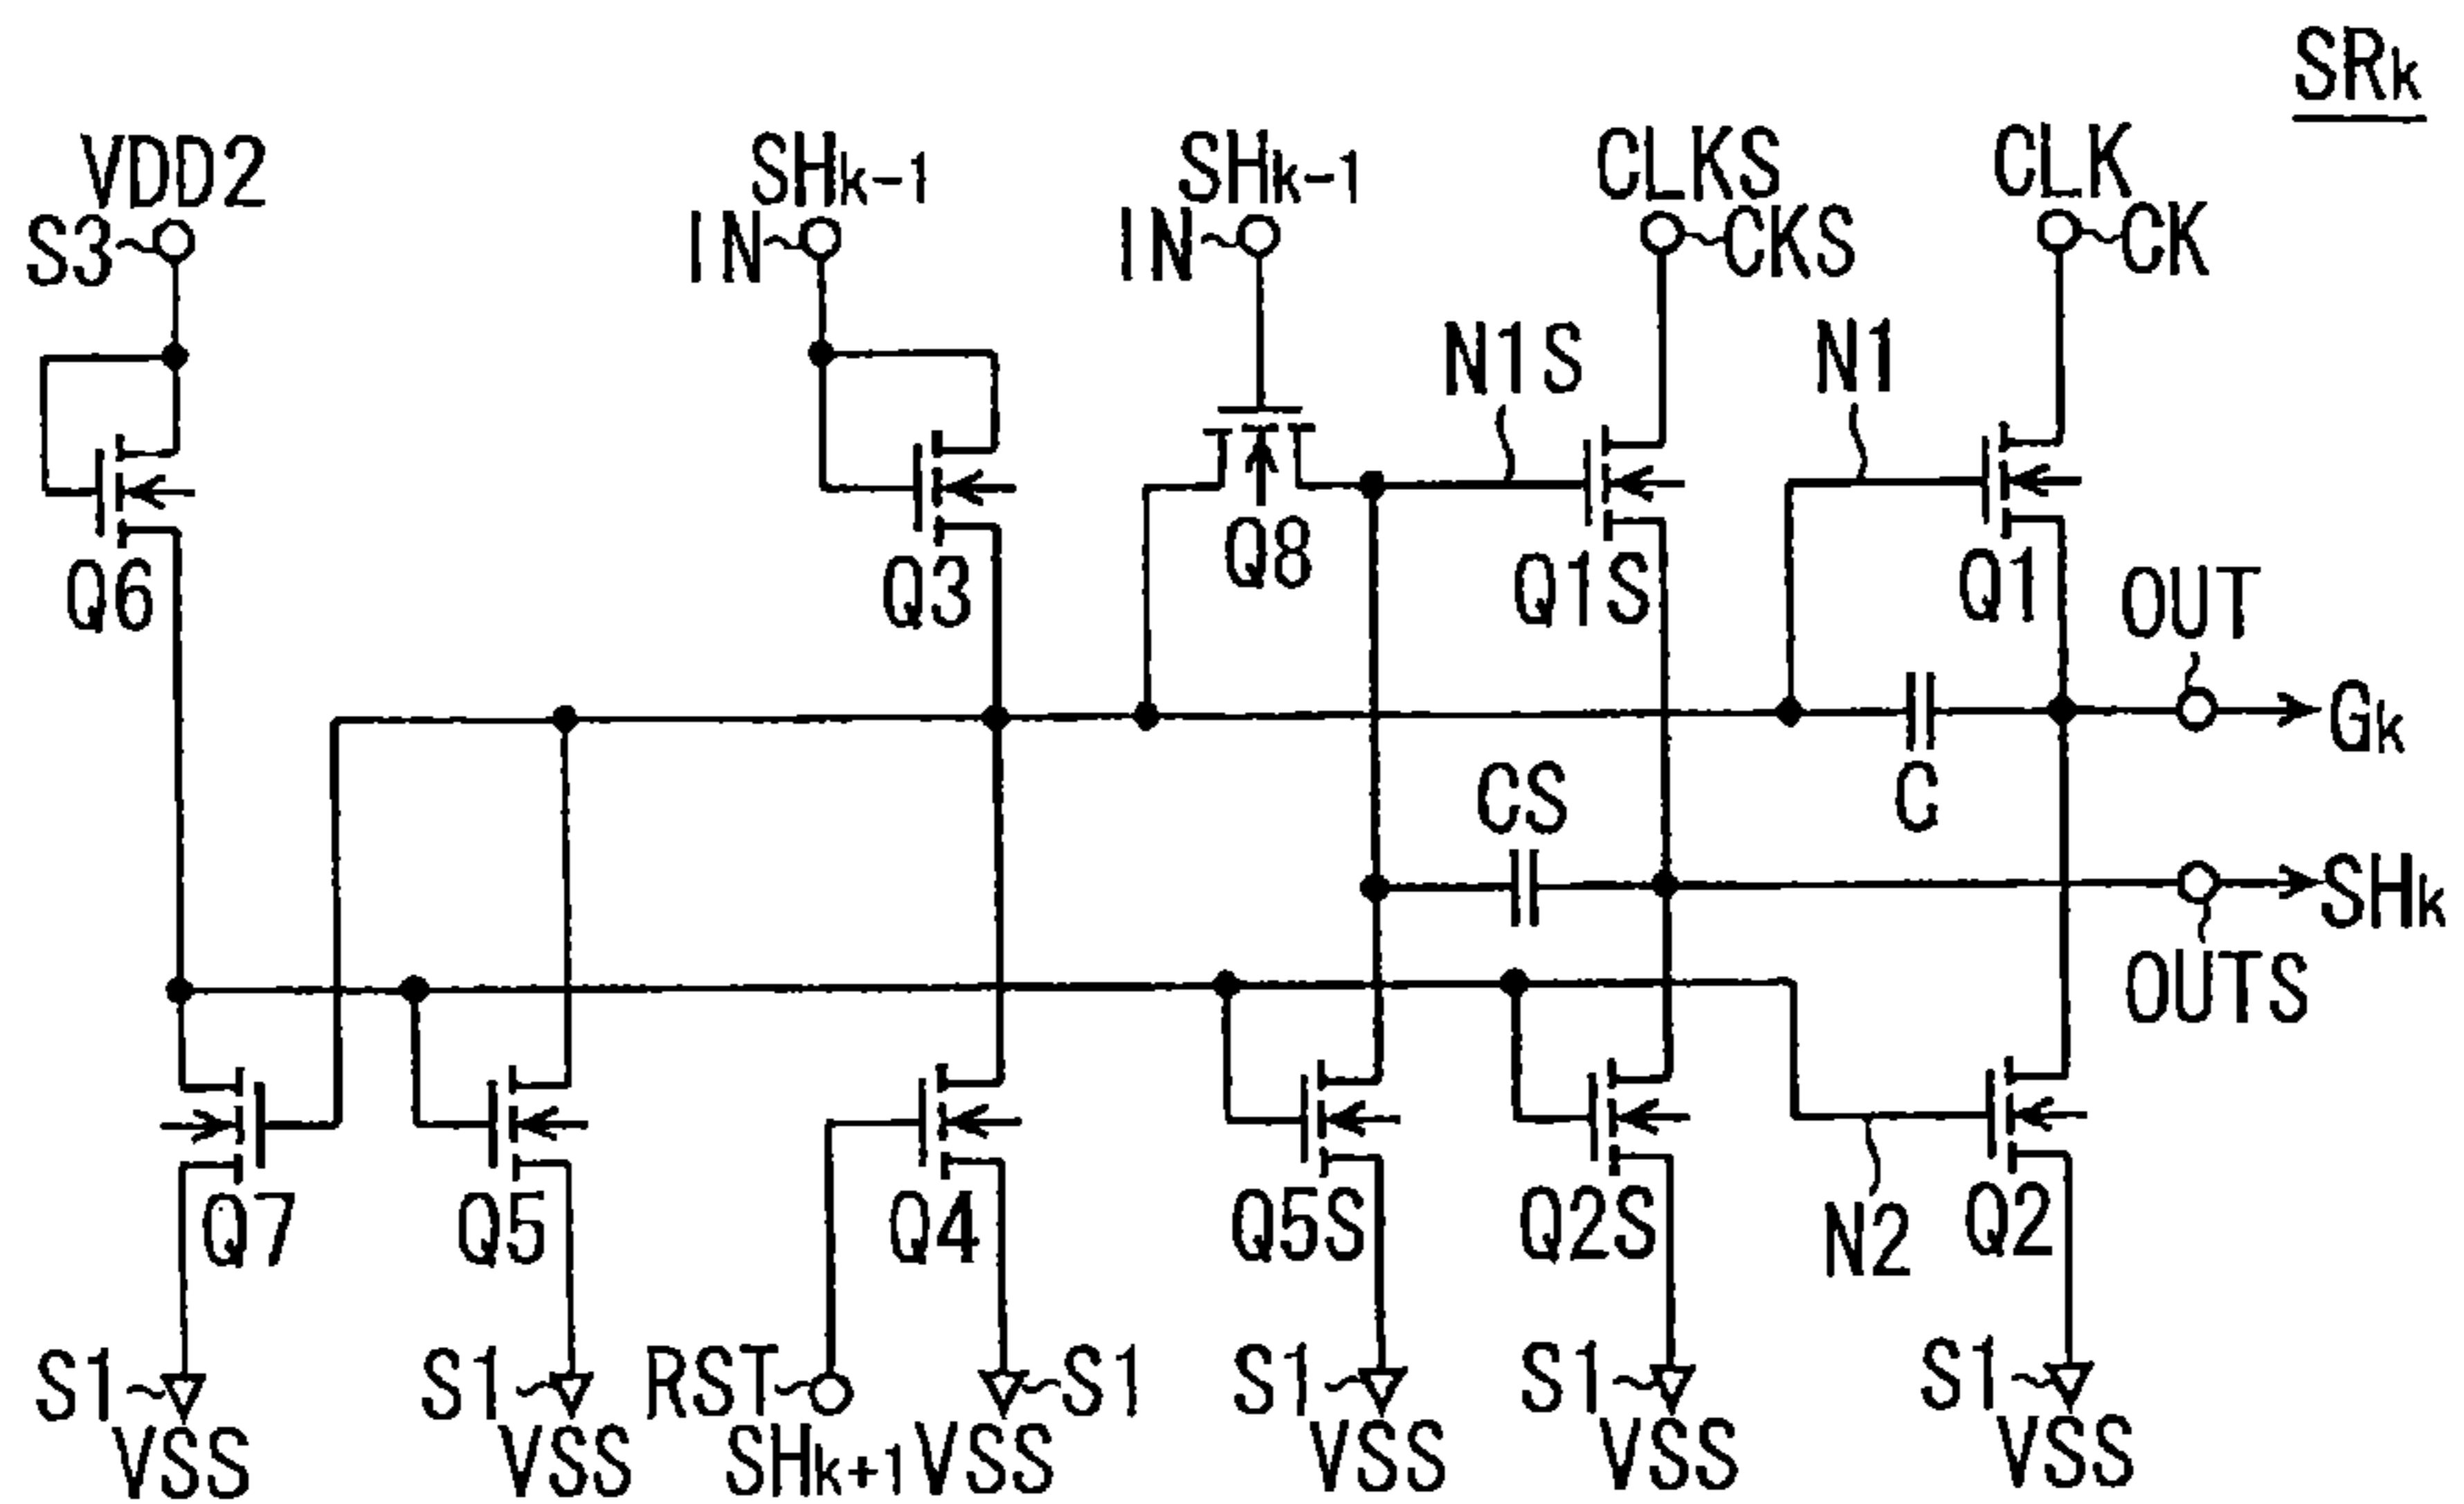 SRk
VDD2
SHk-1
SHk-1
CLKS
CLK
S3
IN
IN
CKS
CK
N1S
N1
Q6
Q3
Q8
Q1S
Q1
OUT
Gk
CS
C
SHk
OUTS
Q7
Q5
Q4
Q5S
Q2S
N2
Q2
S1
S1
RST
S1
S1
S1
S1
VSS
VSS
SHk+1
VSS
VSS
VSS
VSS